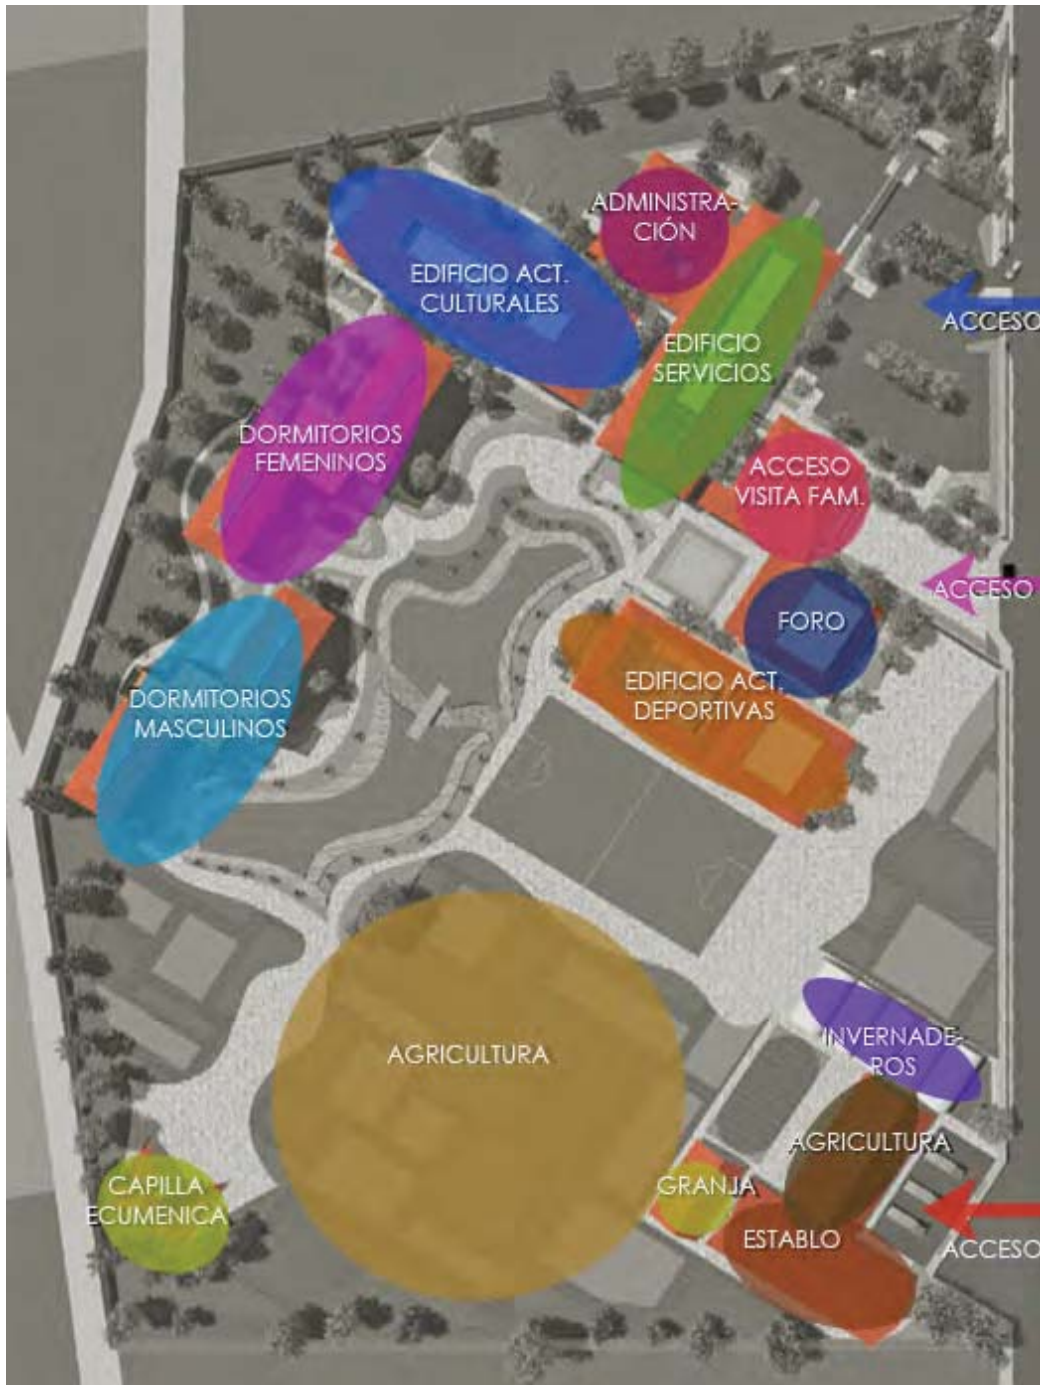 ADMINISTRA-
CIÓN
EDIFICIO ACT.
CULTURALES
ACCESO
EDIFICIO
SERVICIOS
DORMITORIOS
FEMENINOS
ACCESO
VISITA FAM.
ACCESO
FORO
EDIFICIO ACT.
DEPORTIVAS
DORMITORIOS
MASCULINOS
INVERNADE-
ROS
AGRICULTURA
AGRICULTURA
CAPILLA
ECUMENICA
GRANJA
ESTABLO
ACCESO